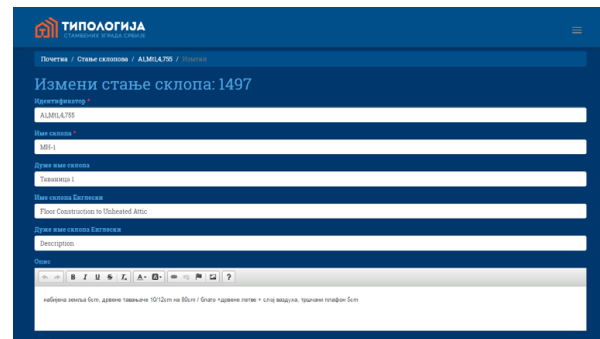 ТИПОЛОГИЈА
СТАМБЕНИХ ЗГРАДА СРБИЈЕ
Почетна / Стање склопова / ALMt1,4,755 / Измени
Измени стање склопа: 1497
Идентификатор *
ALMt1,4,755
Име склопа *
МН-1
Дуже име склопа
Таваница 1
Име склопа Енглески
Floor Construction to Unheated Attic
Дуже име склопа Енглески
Description
Опис
B I U S Tx A A ?
набијена земља 6cm, дрвене тавањаче 10/12cm на 80cm / блато +дрвене летве + слој ваздуха, тршчани плафон 5cm